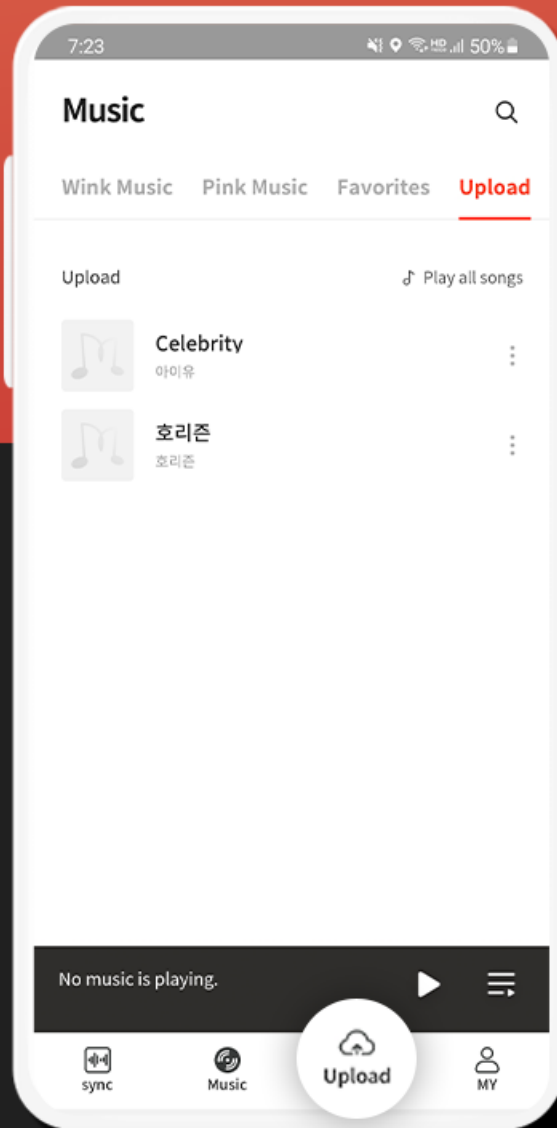 7:23 50%
Music
Wink Music Pink Music Favorites Upload
Upload Play all songs
Celebrity
아이유
호리즌
호리즌
No music is playing.
sync Music Upload MY